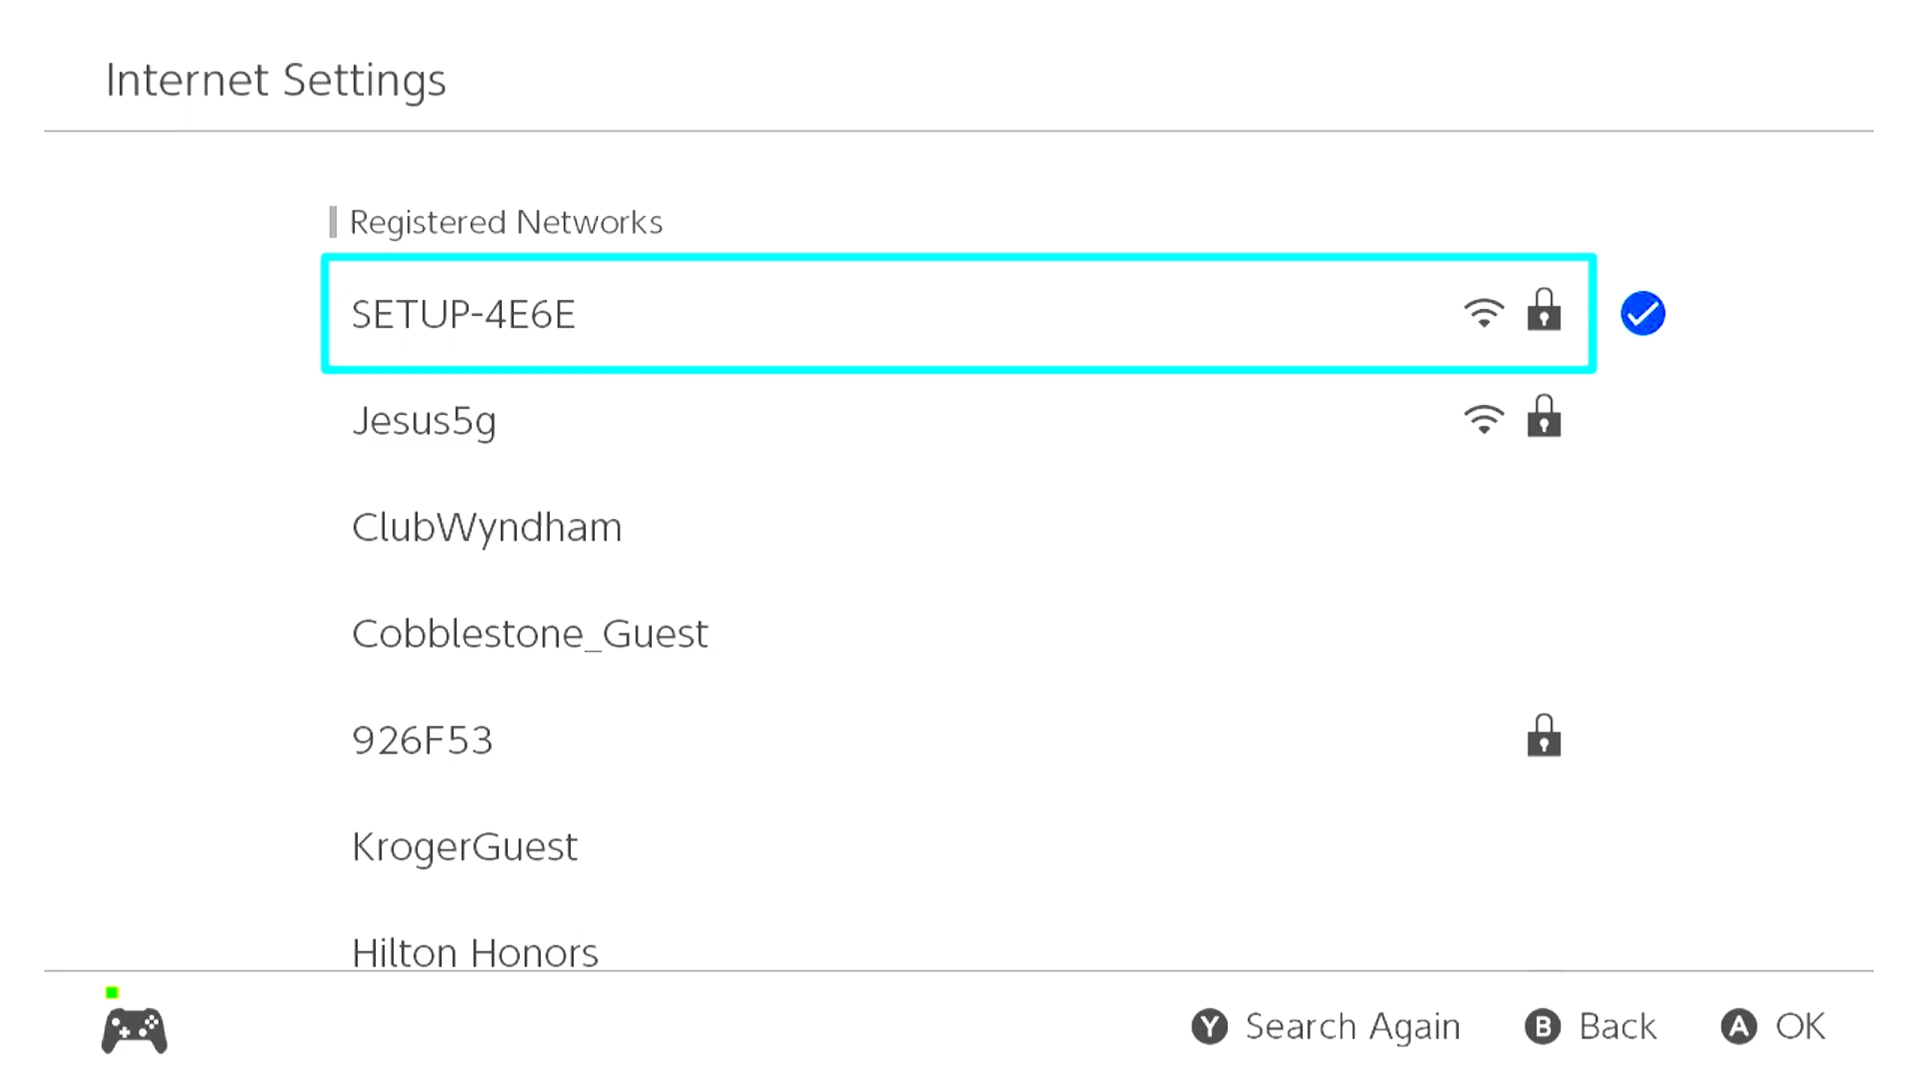 Internet Settings
Registered Networks
SETUP-4E6E
Jesus5g
ClubWyndham
Cobblestone_Guest
926F53
KrogerGuest
Hilton Honors
Y Search Again B Back A OK